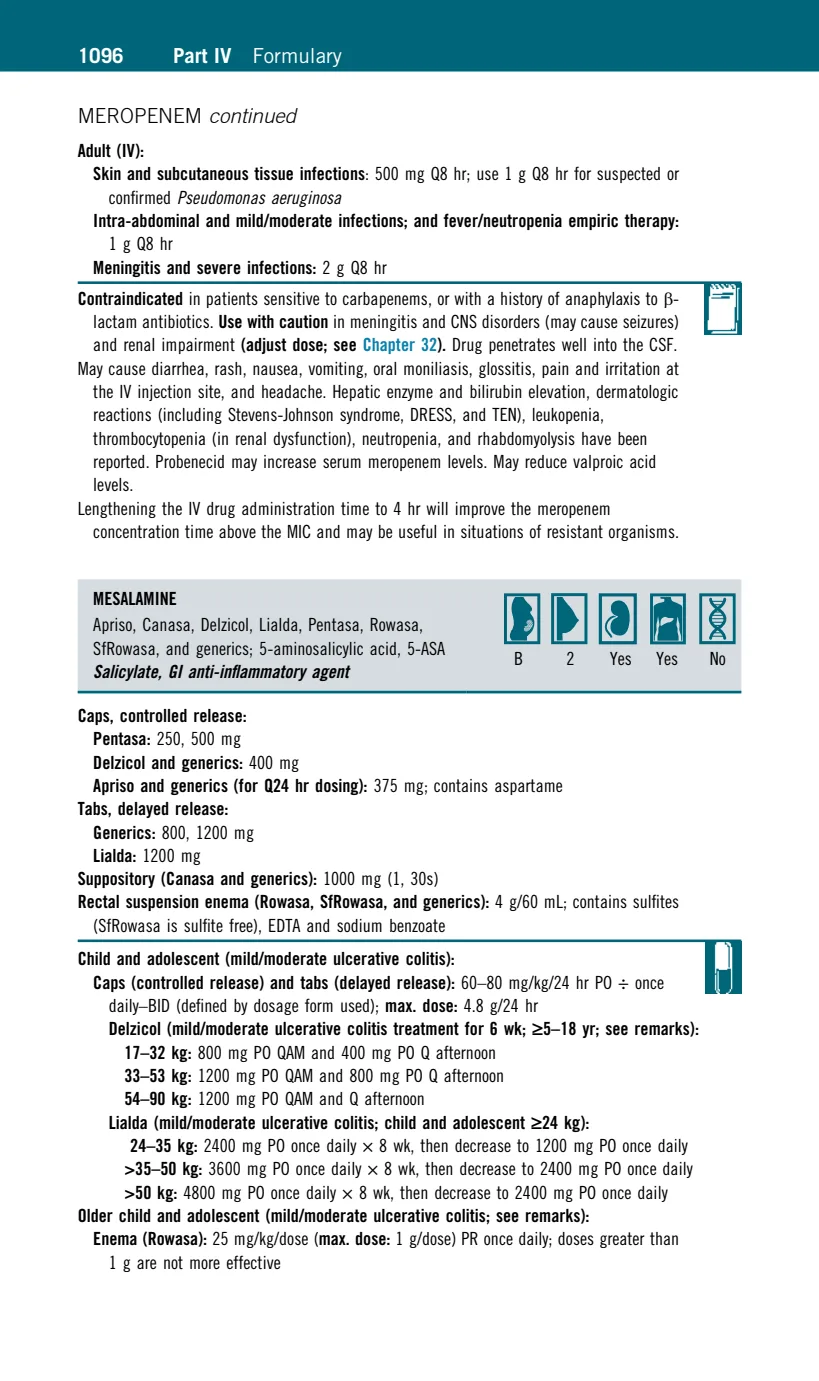 1096 Part IV Formulary
MEROPENEM continued
Adult (IV):
Skin and subcutaneous tissue infections: 500 mg Q8 hr; use 1 g Q8 hr for suspected or
confirmed Pseudomonas aeruginosa
Intra-abdominal and mild/moderate infections; and fever/neutropenia empiric therapy:
1 g Q8 hr
Meningitis and severe infections: 2 g Q8 hr
Contraindicated in patients sensitive to carbapenems, or with a history of anaphylaxis to β-
lactam antibiotics. Use with caution in meningitis and CNS disorders (may cause seizures)
and renal impairment (adjust dose; see Chapter 32). Drug penetrates well into the CSF.
May cause diarrhea, rash, nausea, vomiting, oral moniliasis, glossitis, pain and irritation at
the IV injection site, and headache. Hepatic enzyme and bilirubin elevation, dermatologic
reactions (including Stevens-Johnson syndrome, DRESS, and TEN), leukopenia,
thrombocytopenia (in renal dysfunction), neutropenia, and rhabdomyolysis have been
reported. Probenecid may increase serum meropenem levels. May reduce valproic acid
levels.
Lengthening the IV drug administration time to 4 hr will improve the meropenem
concentration time above the MIC and may be useful in situations of resistant organisms.
MESALAMINE
Apriso, Canasa, Delzicol, Lialda, Pentasa, Rowasa,
SfRowasa, and generics; 5-aminosalicylic acid, 5-ASA
Salicylate, GI anti-inflammatory agent
B 2 Yes Yes No
Caps, controlled release:
Pentasa: 250, 500 mg
Delzicol and generics: 400 mg
Apriso and generics (for Q24 hr dosing): 375 mg; contains aspartame
Tabs, delayed release:
Generics: 800, 1200 mg
Lialda: 1200 mg
Suppository (Canasa and generics): 1000 mg (1, 30s)
Rectal suspension enema (Rowasa, SfRowasa, and generics): 4 g/60 mL; contains sulfites
(SfRowasa is sulfite free), EDTA and sodium benzoate
Child and adolescent (mild/moderate ulcerative colitis):
Caps (controlled release) and tabs (delayed release): 60–80 mg/kg/24 hr PO ÷ once
daily–BID (defined by dosage form used); max. dose: 4.8 g/24 hr
Delzicol (mild/moderate ulcerative colitis treatment for 6 wk; ≥5–18 yr; see remarks):
17–32 kg: 800 mg PO QAM and 400 mg PO Q afternoon
33–53 kg: 1200 mg PO QAM and 800 mg PO Q afternoon
54–90 kg: 1200 mg PO QAM and Q afternoon
Lialda (mild/moderate ulcerative colitis; child and adolescent ≥24 kg):
24–35 kg: 2400 mg PO once daily × 8 wk, then decrease to 1200 mg PO once daily
>35–50 kg: 3600 mg PO once daily × 8 wk, then decrease to 2400 mg PO once daily
>50 kg: 4800 mg PO once daily × 8 wk, then decrease to 2400 mg PO once daily
Older child and adolescent (mild/moderate ulcerative colitis; see remarks):
Enema (Rowasa): 25 mg/kg/dose (max. dose: 1 g/dose) PR once daily; doses greater than
1 g are not more effective